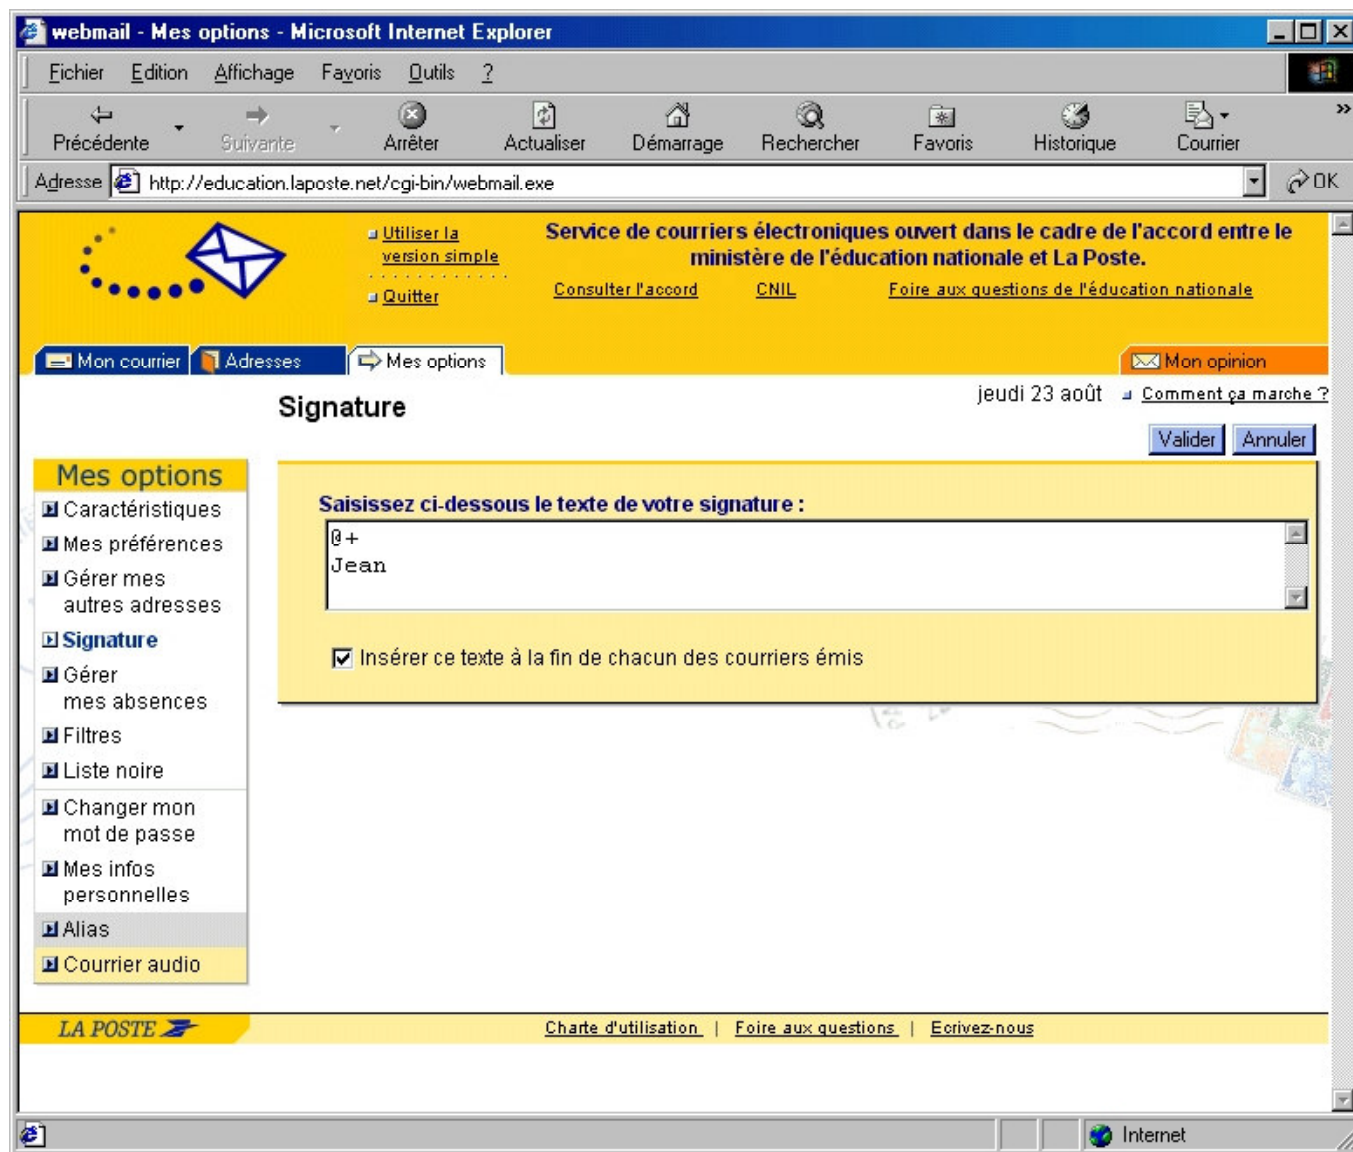 webmail - Mes options - Microsoft Internet Explorer
Fichier Edition Affichage Favoris Outils ?
Précédente Suivante Arrêter Actualiser Démarrage Rechercher Favoris Historique Courrier »
Adresse http://education.laposte.net/cgi-bin/webmail.exe OK
Utiliser la
version simple
Quitter
Service de courriers électroniques ouvert dans le cadre de l'accord entre le
ministère de l'éducation nationale et La Poste.
Consulter l'accord CNIL Foire aux questions de l'éducation nationale
Mon courrier Adresses Mes options Mon opinion
jeudi 23 août Comment ça marche ?
Signature
Valider Annuler
Mes options
Caractéristiques
Mes préférences
Gérer mes
autres adresses
Signature
Gérer
mes absences
Filtres
Liste noire
Changer mon
mot de passe
Mes infos
personnelles
Alias
Courrier audio
Saisissez ci-dessous le texte de votre signature :
@+
Jean
Insérer ce texte à la fin de chacun des courriers émis
LA POSTE
Charte d'utilisation | Foire aux questions | Ecrivez-nous
Internet